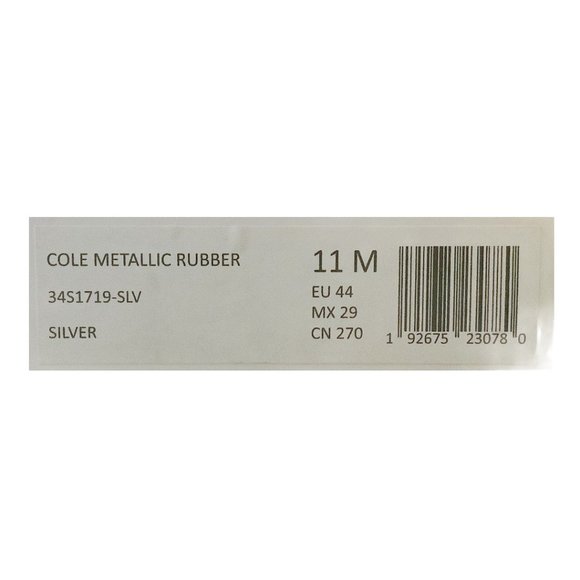 COLE METALLIC RUBBER
34S1719-SLV
SILVER
11 M
EU 44
MX 29
CN 270
1 92675 23078 0